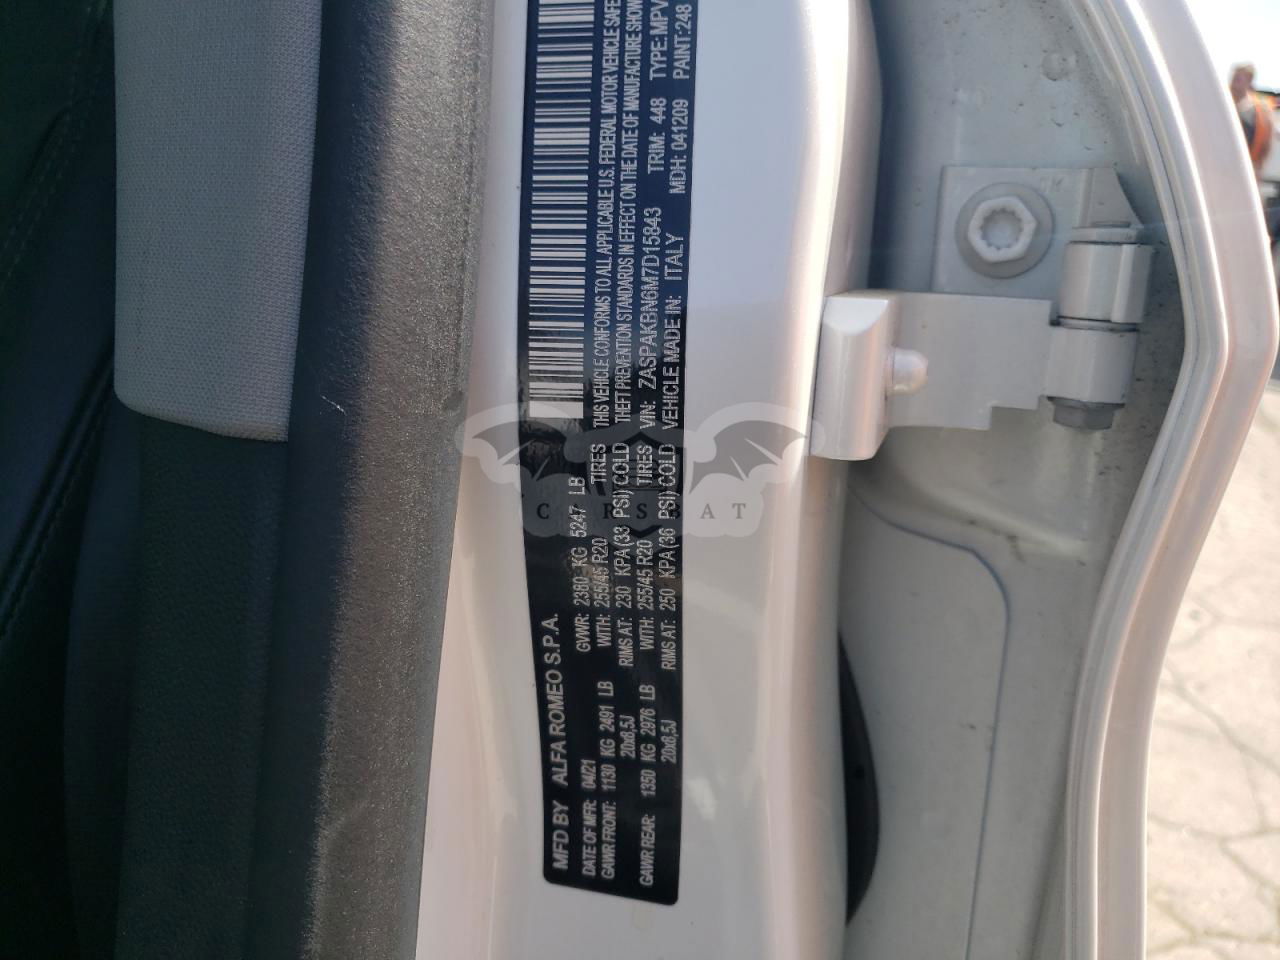 MFD BY ALFA ROMEO S.P.A.
DATE OF MFR: 04/21 GVWR: 2380 KG 5247 LB
GAWR FRONT: 1130 KG 2491 LB WITH: 255/45 R20 TIRES THIS VEHICLE CONFORMS TO ALL APPLICABLE U.S. FEDERAL MOTOR VEHICLE SAFE
20x8,5J RIMS AT: 230 KPA (33 PSI) COLD THEFT PREVENTION STANDARDS IN EFFECT ON THE DATE OF MANUFACTURE SHOW
GAWR REAR: 1350 KG 2976 LB WITH: 255/45 R20 TIRES VIN: ZASPAKBN6M7D15843 TRIM: 448 TYPE: MPV
20x8,5J RIMS AT: 250 KPA (36 PSI) COLD VEHICLE MADE IN: ITALY MDH: 041209 PAINT: 248
CARSBAT